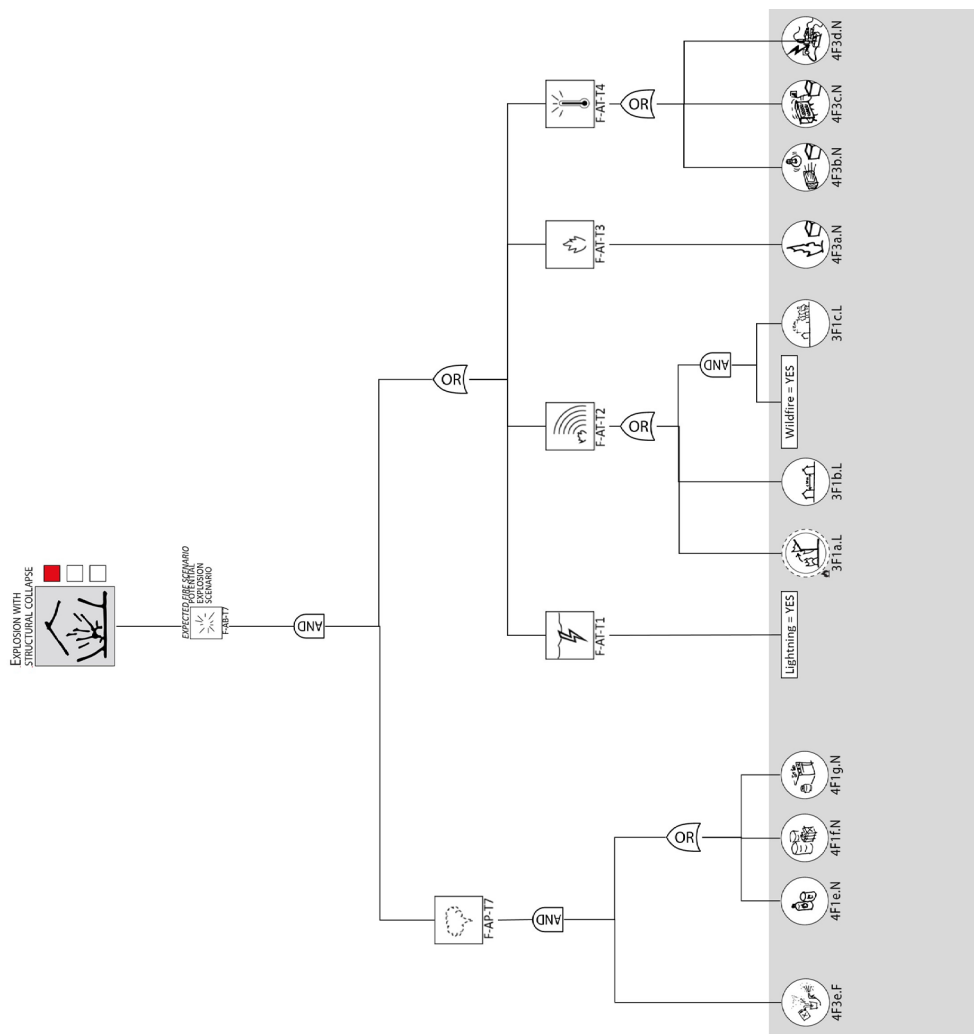 EXPLOSION WITH
STRUCTURAL COLLAPSE
EXPECTED FIRE SCENARIO
POTENTIAL
EXPLOSION
SCENARIO
F-AB-T7
AND
OR
F-AP-T7
AND
OR
F-AT-T1
F-AT-T2
OR
AND
F-AT-T3
F-AT-T4
OR
4F3e.F
4F1e.N
4F1f.N
4F1g.N
Lightning = YES
3F1a.L
3F1b.L
Wildfire = YES
3F1c.L
4F3a.N
4F3b.N
4F3c.N
4F3d.N